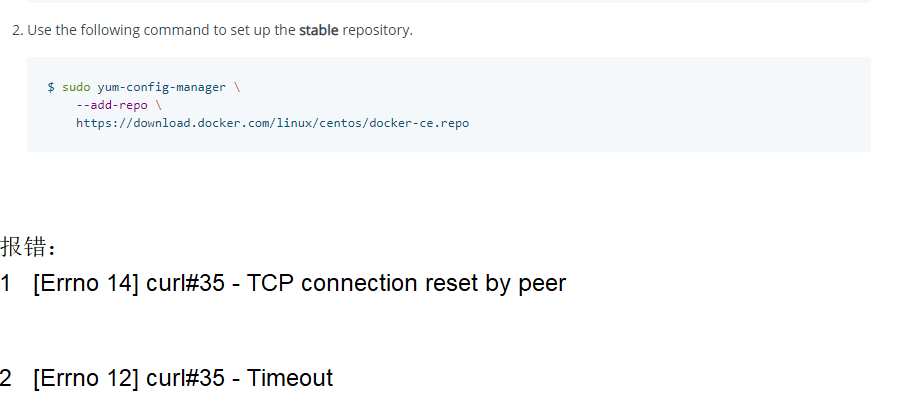 2. Use the following command to set up the stable repository.
$ sudo yum-config-manager \
--add-repo \
https://download.docker.com/linux/centos/docker-ce.repo
报错：
1 [Errno 14] curl#35 - TCP connection reset by peer
2 [Errno 12] curl#35 - Timeout